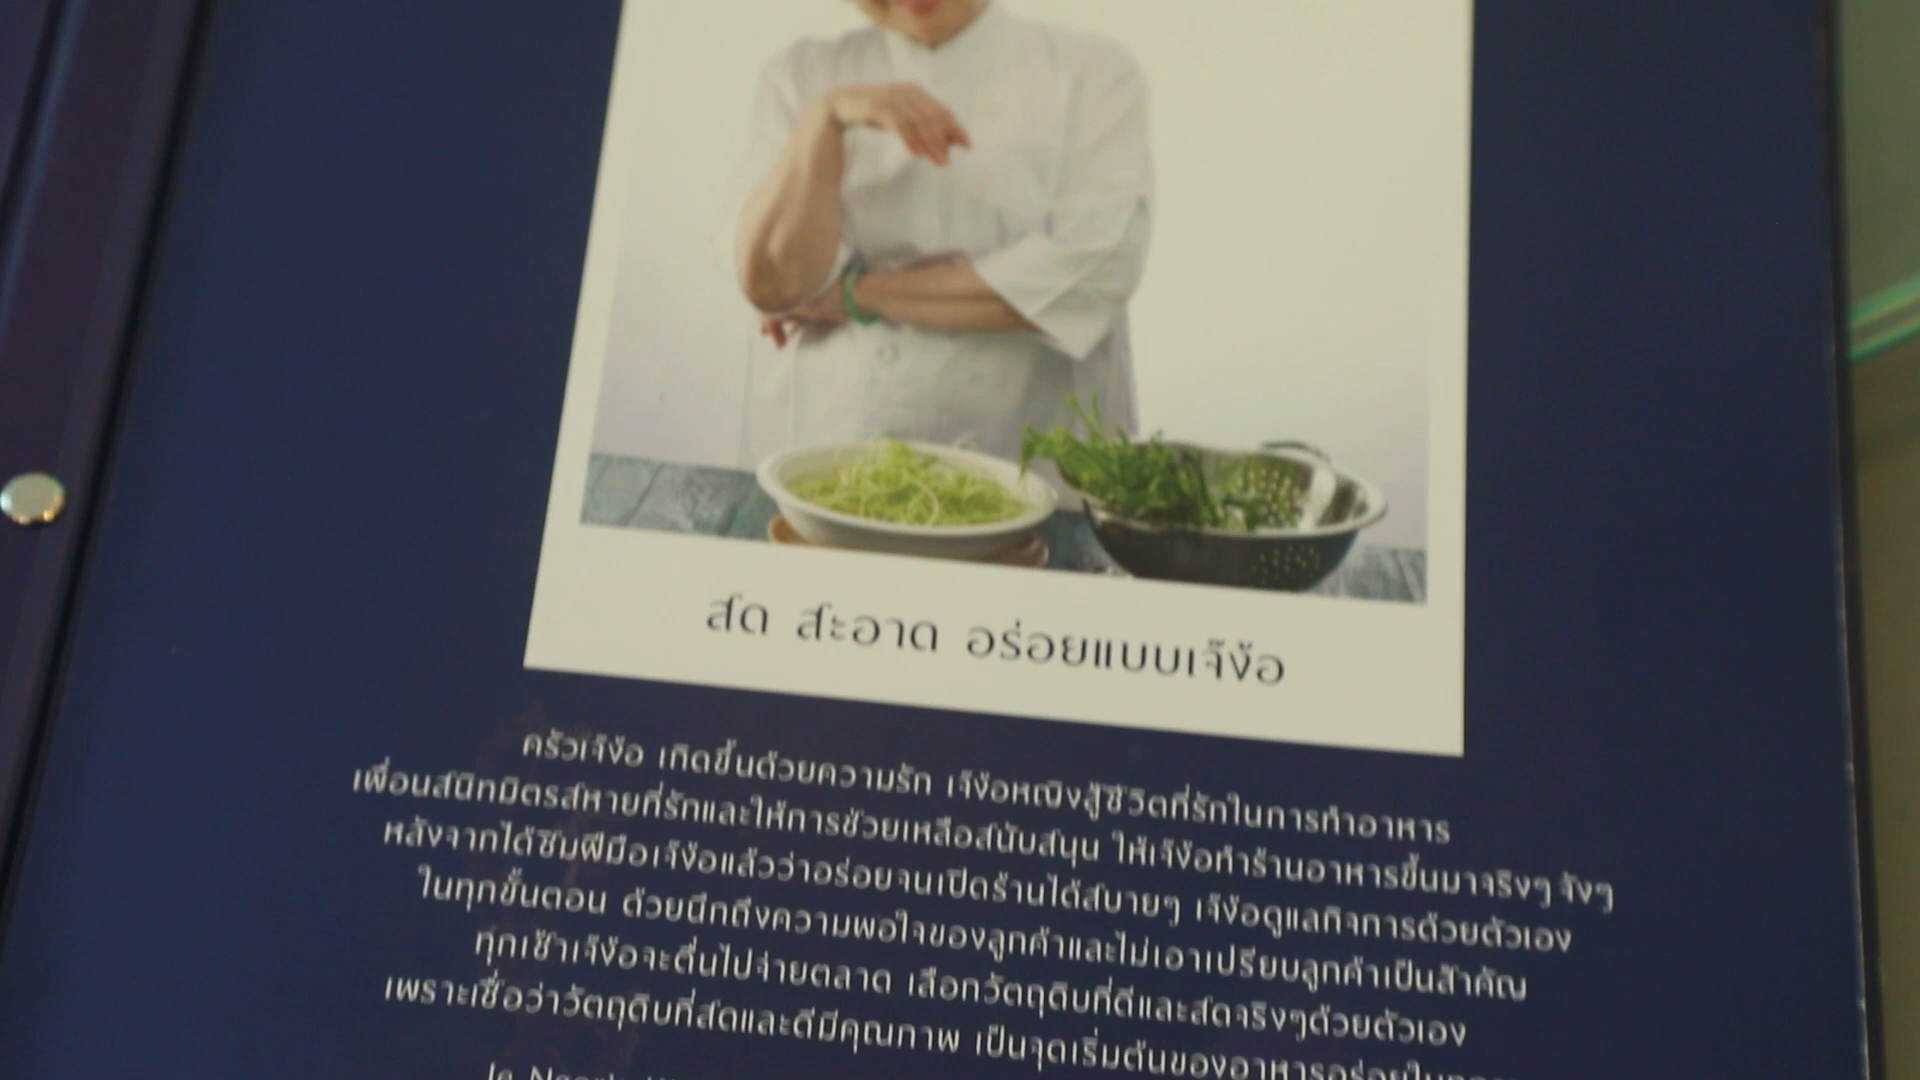 สด สะอาด อร่อยแบบเจ๊ง้อ
ครัวเจ๊ง้อ เกิดขึ้นด้วยความรัก เจ๊ง้อหญิงสู้ชีวิตที่รักในการทำอาหาร
เพื่อนสนิทมิตรสหายที่รักและให้การช่วยเหลือสนับสนุน ให้เจ๊ง้อทำร้านอาหารขึ้นมาจริงๆ จังๆ
หลังจากได้ชิมฝีมือเจ๊ง้อแล้วว่าอร่อยจนเปิดร้านได้สบายๆ เจ๊ง้อดูแลกิจการด้วยตัวเอง
ในทุกขั้นตอน ด้วยนึกถึงความพอใจของลูกค้าและไม่เอาเปรียบลูกค้าเป็นสำคัญ
ทุกเช้าเจ๊ง้อจะตื่นไปจ่ายตลาด เลือกวัตถุดิบที่ดีและสดจริงๆด้วยตัวเอง
เพราะเชื่อว่าวัตถุดิบที่สดและดีมีคุณภาพ เป็นจุดเริ่มต้นของอาหารอร่อย
Je